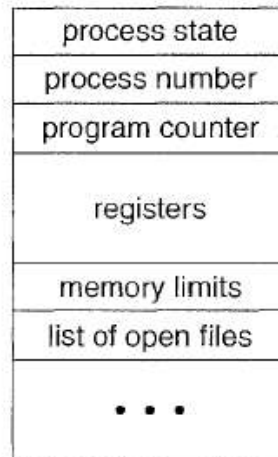 process state
process number
program counter
registers
memory limits
list of open files
• • •